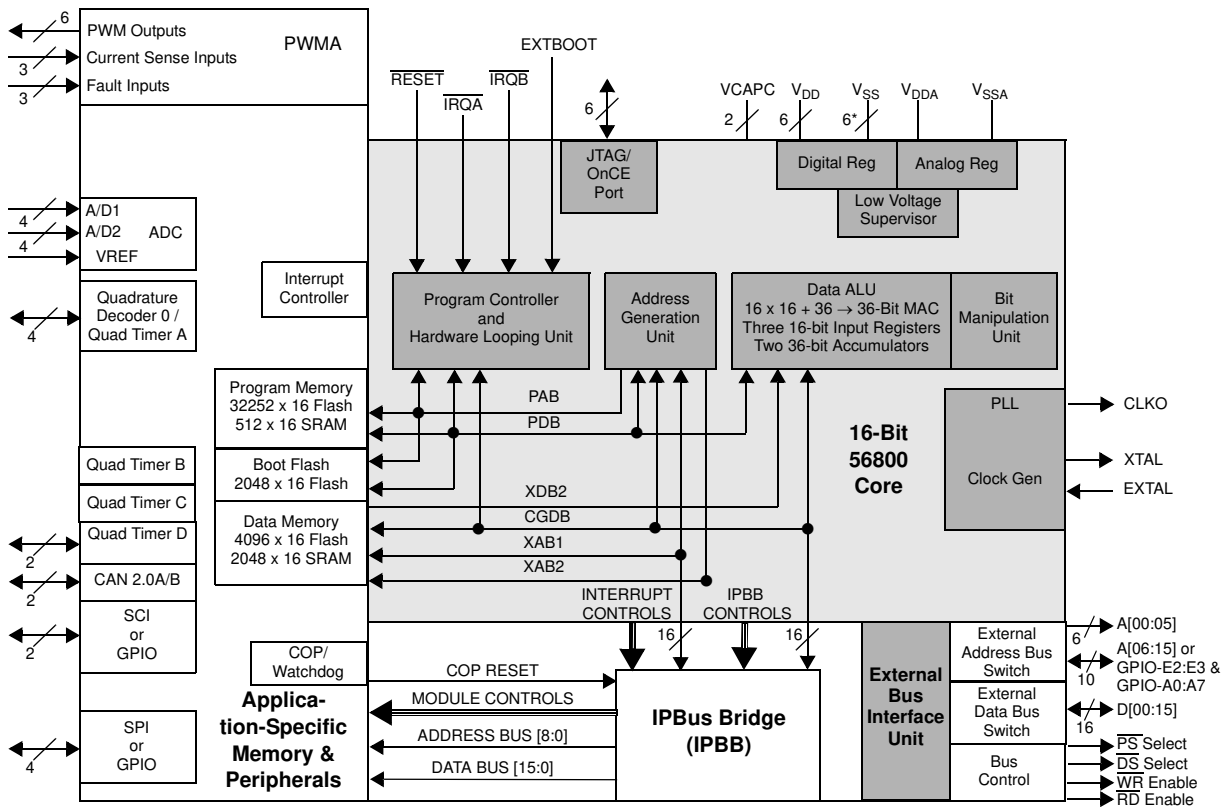 6
PWM Outputs
Current Sense Inputs
3
Fault Inputs
3
PWMA
RESET
IRQA
IRQB
EXTBOOT
6
JTAG/
OnCE
Port
VCAPC
2
VDD
6
VSS
6*
VDDA
VSSA
Digital Reg
Analog Reg
Low Voltage
Supervisor
A/D1
4
A/D2
4
ADC
VREF
Interrupt
Controller
Quadrature
Decoder 0 /
Quad Timer A
4
Program Controller
and
Hardware Looping Unit
Address
Generation
Unit
Data ALU
16 x 16 + 36 → 36-Bit MAC
Three 16-bit Input Registers
Two 36-bit Accumulators
Bit
Manipulation
Unit
Program Memory
32252 x 16 Flash
512 x 16 SRAM
PAB
PDB
Boot Flash
2048 x 16 Flash
XDB2
CGDB
XAB1
XAB2
Data Memory
4096 x 16 Flash
2048 x 16 SRAM
16-Bit
56800
Core
PLL
Clock Gen
CLKO
XTAL
EXTAL
Quad Timer B
Quad Timer C
Quad Timer D
2
CAN 2.0A/B
2
SCI
or
GPIO
2
SPI
or
GPIO
4
INTERRUPT
CONTROLS
16
IPBB
CONTROLS
16
COP/
Watchdog
COP RESET
MODULE CONTROLS
ADDRESS BUS [8:0]
DATA BUS [15:0]
Applica-
tion-Specific
Memory &
Peripherals
IPBus Bridge
(IPBB)
External
Bus
Interface
Unit
External
Address Bus
Switch
External
Data Bus
Switch
Bus
Control
6
A[00:05]
10
A[06:15] or
GPIO-E2:E3 &
GPIO-A0:A7
16
D[00:15]
PS Select
DS Select
WR Enable
RD Enable